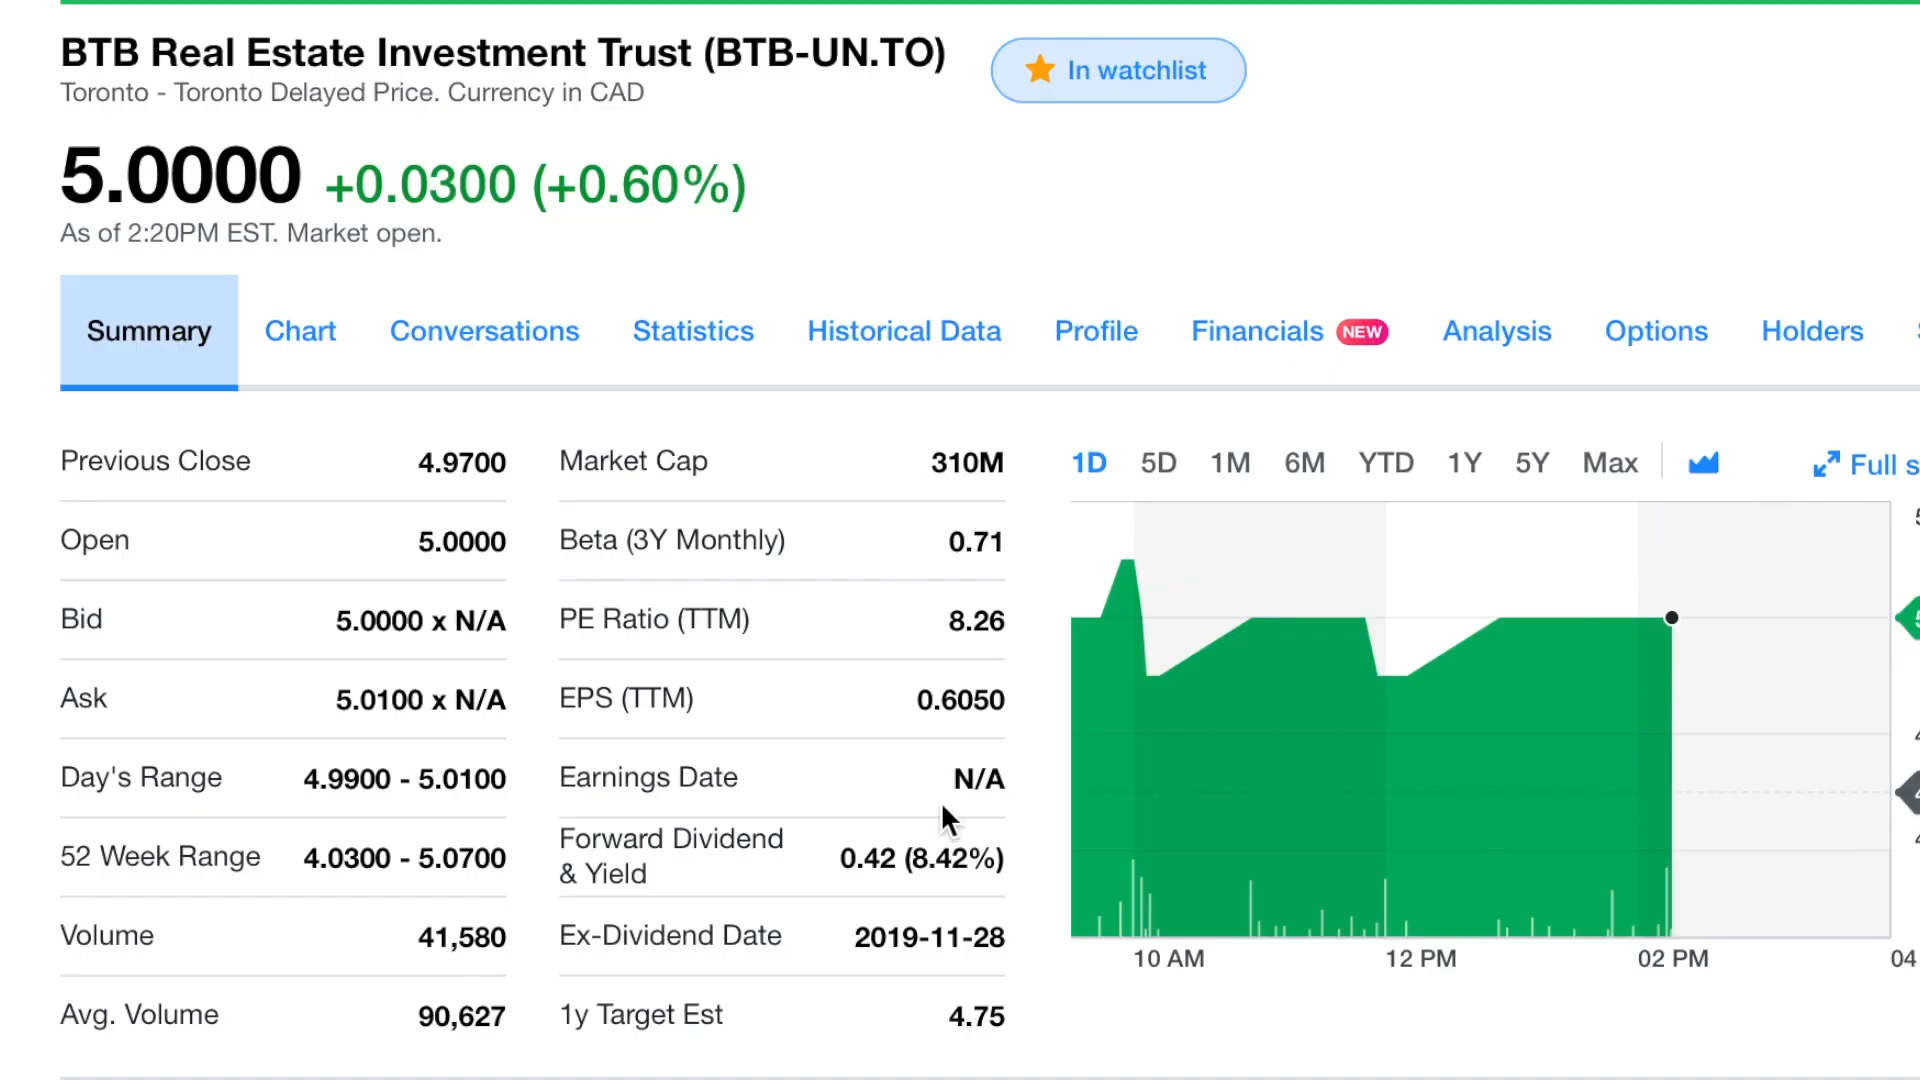 BTB Real Estate Investment Trust (BTB-UN.TO)
In watchlist
Toronto - Toronto Delayed Price. Currency in CAD
5.0000 +0.0300 (+0.60%)
As of 2:20PM EST. Market open.
Summary Chart Conversations Statistics Historical Data Profile Financials NEW Analysis Options Holders
Previous Close 4.9700
Open 5.0000
Bid 5.0000 x N/A
Ask 5.0100 x N/A
Day's Range 4.9900 - 5.0100
52 Week Range 4.0300 - 5.0700
Volume 41,580
Avg. Volume 90,627
Market Cap 310M
Beta (3Y Monthly) 0.71
PE Ratio (TTM) 8.26
EPS (TTM) 0.6050
Earnings Date N/A
Forward Dividend
& Yield 0.42 (8.42%)
Ex-Dividend Date 2019-11-28
1y Target Est 4.75
1D 5D 1M 6M YTD 1Y 5Y Max Full s
10 AM 12 PM 02 PM 04